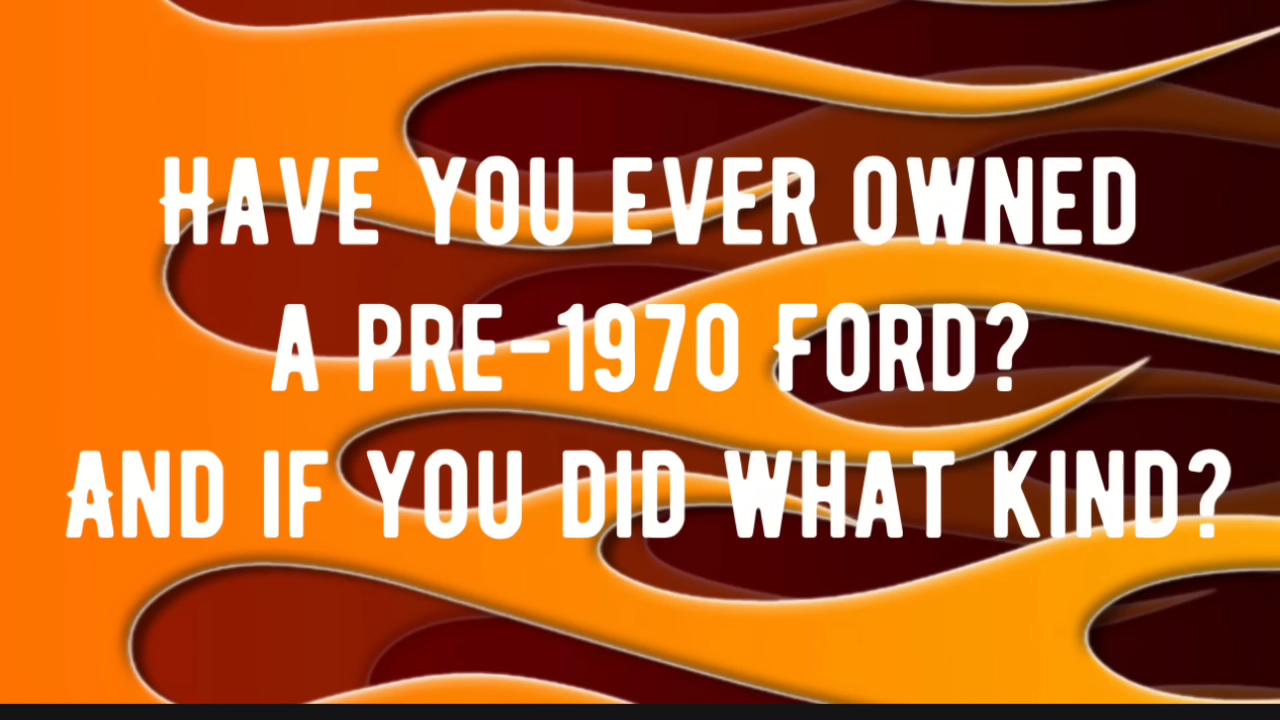 HAVE YOU EVER OWNED
A PRE-1970 FORD?
AND IF YOU DID WHAT KIND?